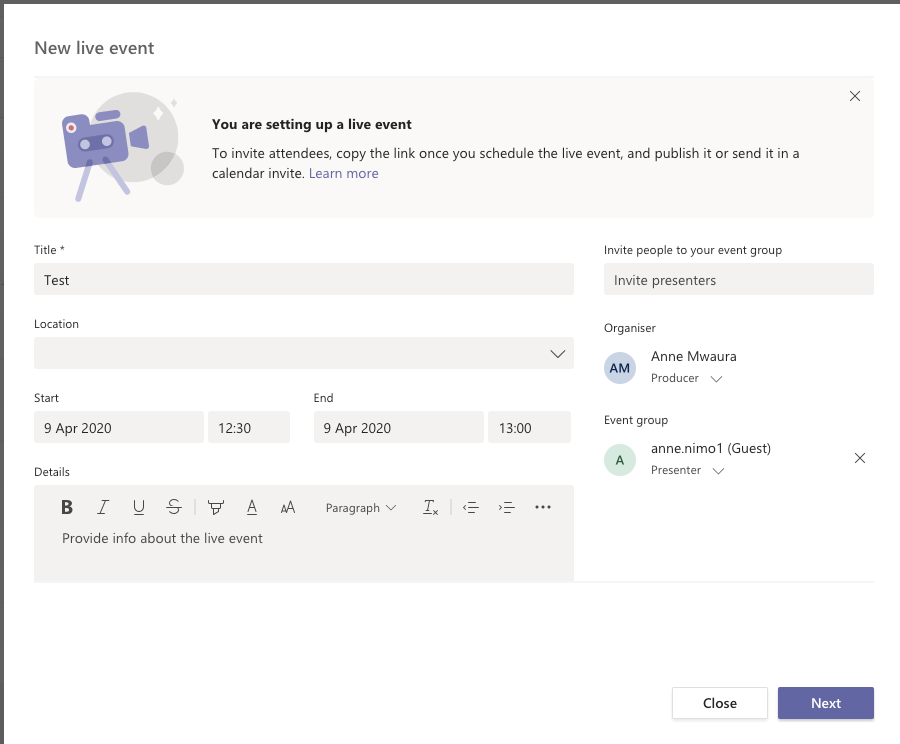 New live event
You are setting up a live event
To invite attendees, copy the link once you schedule the live event, and publish it or send it in a
calendar invite. Learn more
Title *
Test
Location
Start
End
9 Apr 2020
12:30
9 Apr 2020
13:00
Details
B I U S A AA Paragraph Ix
Provide info about the live event
Invite people to your event group
Invite presenters
Organiser
AM
Anne Mwaura
Producer
Event group
A
anne.nimo1 (Guest)
Presenter
Close
Next